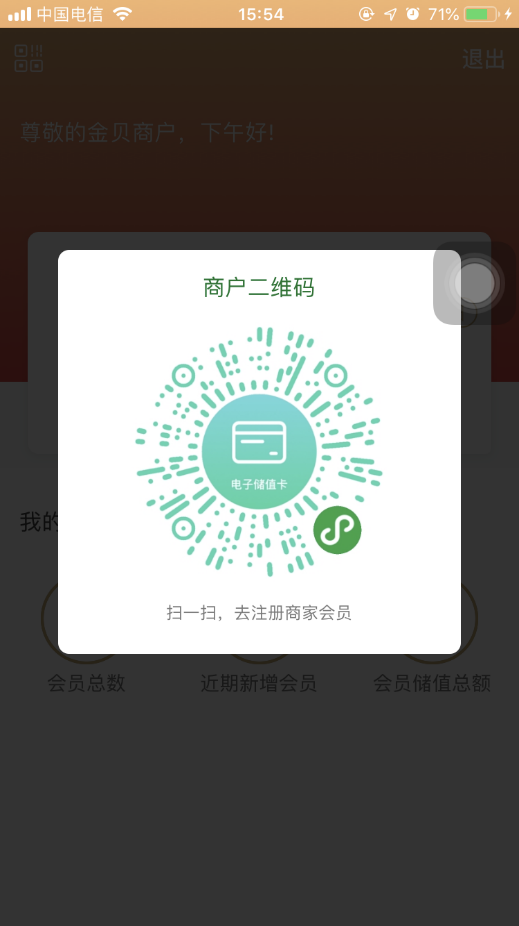 中国电信
15:54
71%
退出
尊敬的金贝商户，下午好!
商户二维码
电子储值卡
扫一扫，去注册商家会员
我的
会员总数
近期新增会员
会员储值总额